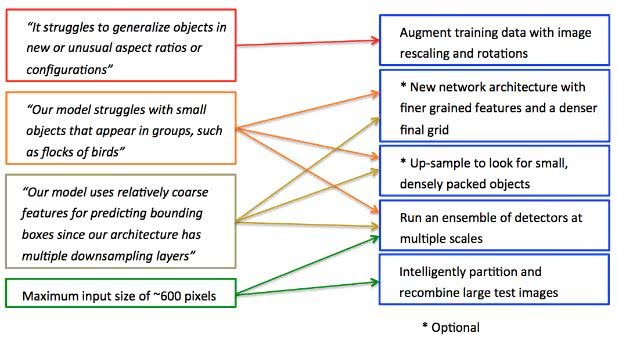 “It struggles to generalize objects in
new or unusual aspect ratios or
configurations”
“Our model struggles with small
objects that appear in groups, such
as flocks of birds”
“Our model uses relatively coarse
features for predicting bounding
boxes since our architecture has
multiple downsampling layers”
Maximum input size of ~600 pixels
Augment training data with image
rescaling and rotations
* New network architecture with
finer grained features and a denser
final grid
* Up-sample to look for small,
densely packed objects
Run an ensemble of detectors at
multiple scales
Intelligently partition and
recombine large test images
* Optional